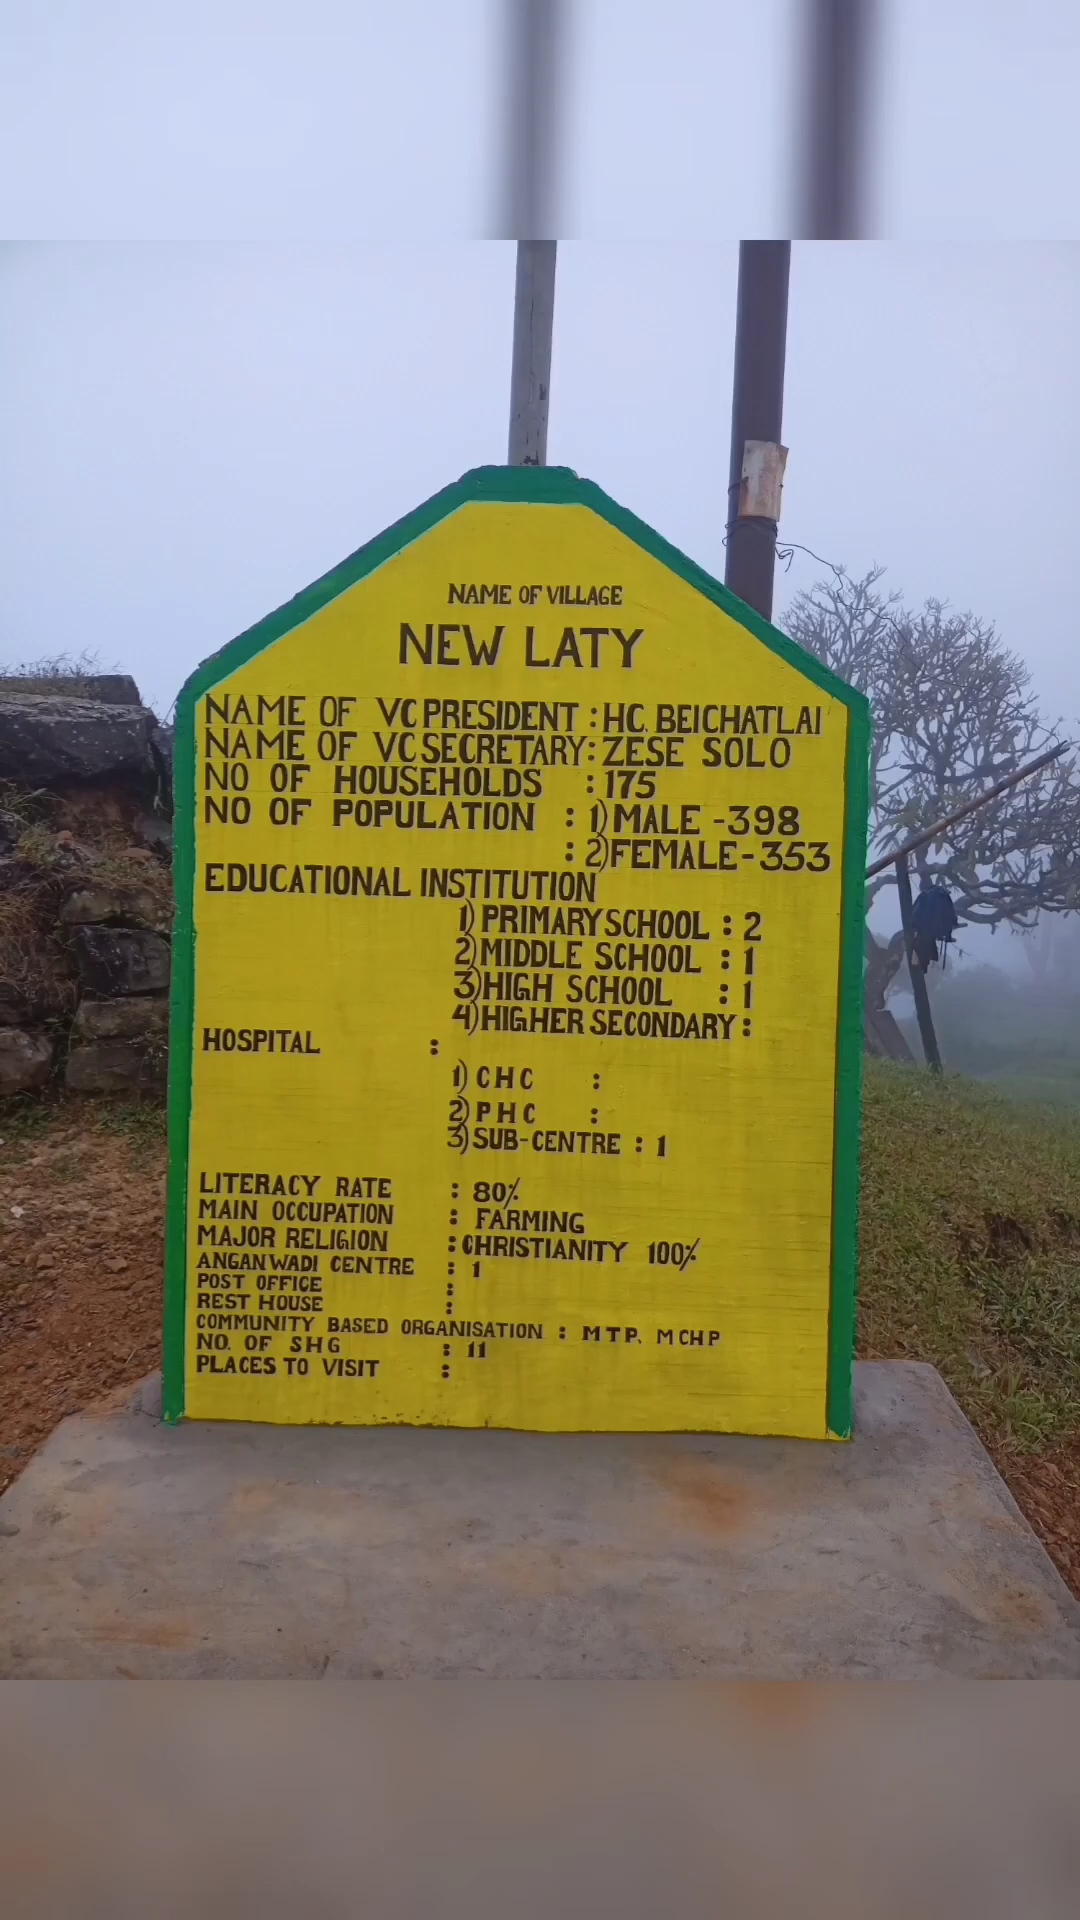 NAME OF VILLAGE
NEW LATY
NAME OF VC PRESIDENT : HC. BEICHATLAI
NAME OF VC SECRETARY : ZESE SOLO
NO OF HOUSEHOLDS : 175
NO OF POPULATION : 1) MALE - 398
: 2) FEMALE - 353
EDUCATIONAL INSTITUTION
1) PRIMARY SCHOOL : 2
2) MIDDLE SCHOOL : 1
3) HIGH SCHOOL : 1
4) HIGHER SECONDARY :
HOSPITAL :
1) CHC :
2) PHC :
3) SUB-CENTRE : 1
LITERACY RATE : 80%
MAIN OCCUPATION : FARMING
MAJOR RELIGION : CHRISTIANITY 100%
ANGANWADI CENTRE : 1
POST OFFICE :
REST HOUSE :
COMMUNITY BASED ORGANISATION : MTP, MCHP
NO. OF SHG : 11
PLACES TO VISIT :